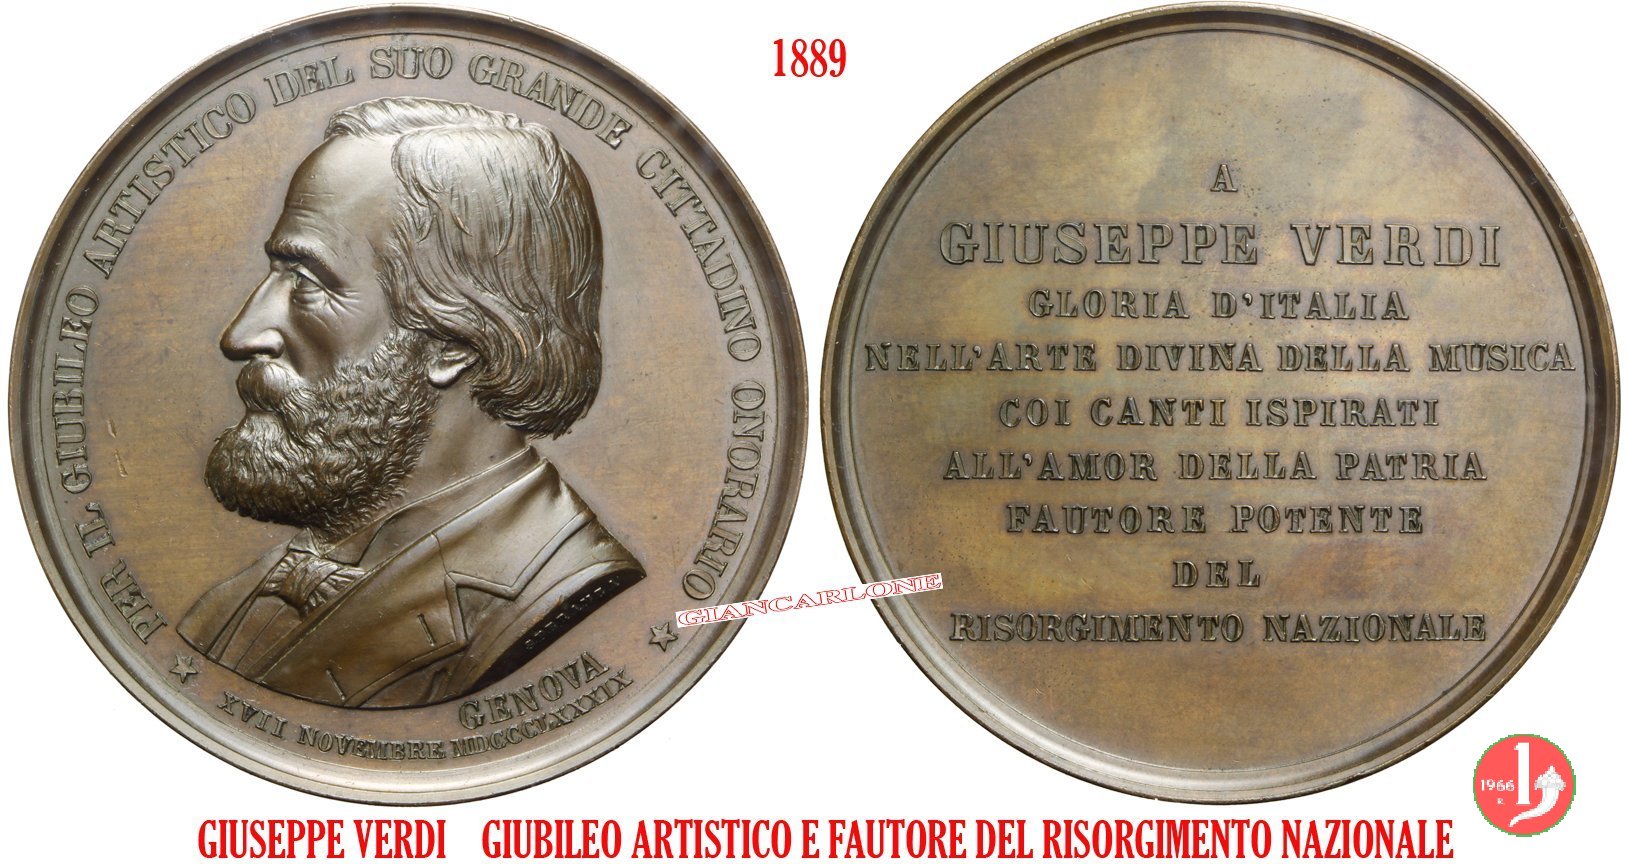 1889
PER IL GIUBILEO ARTISTICO DEL SUO GRANDE CITTADINO ONORARIO
GENOVA
XVII NOVEMBRE MDCCCLXXXIX
A
GIUSEPPE VERDI
GLORIA D'ITALIA
NELL'ARTE DIVINA DELLA MUSICA
COI CANTI ISPIRATI
ALL'AMOR DELLA PATRIA
FAUTORE POTENTE
DEL
RISORGIMENTO NAZIONALE
GIANCARLONE
1966
R
1
GIUSEPPE VERDI GIUBILEO ARTISTICO E FAUTORE DEL RISORGIMENTO NAZIONALE